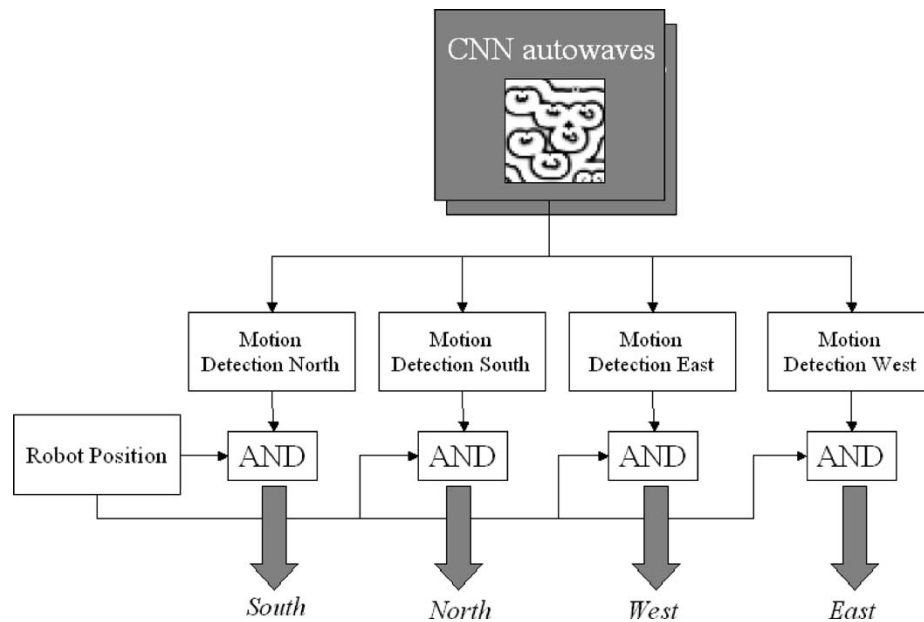 CNN autowaves
Motion
Detection North
Motion
Detection South
Motion
Detection East
Motion
Detection West
Robot Position
AND
AND
AND
AND
South
North
West
East